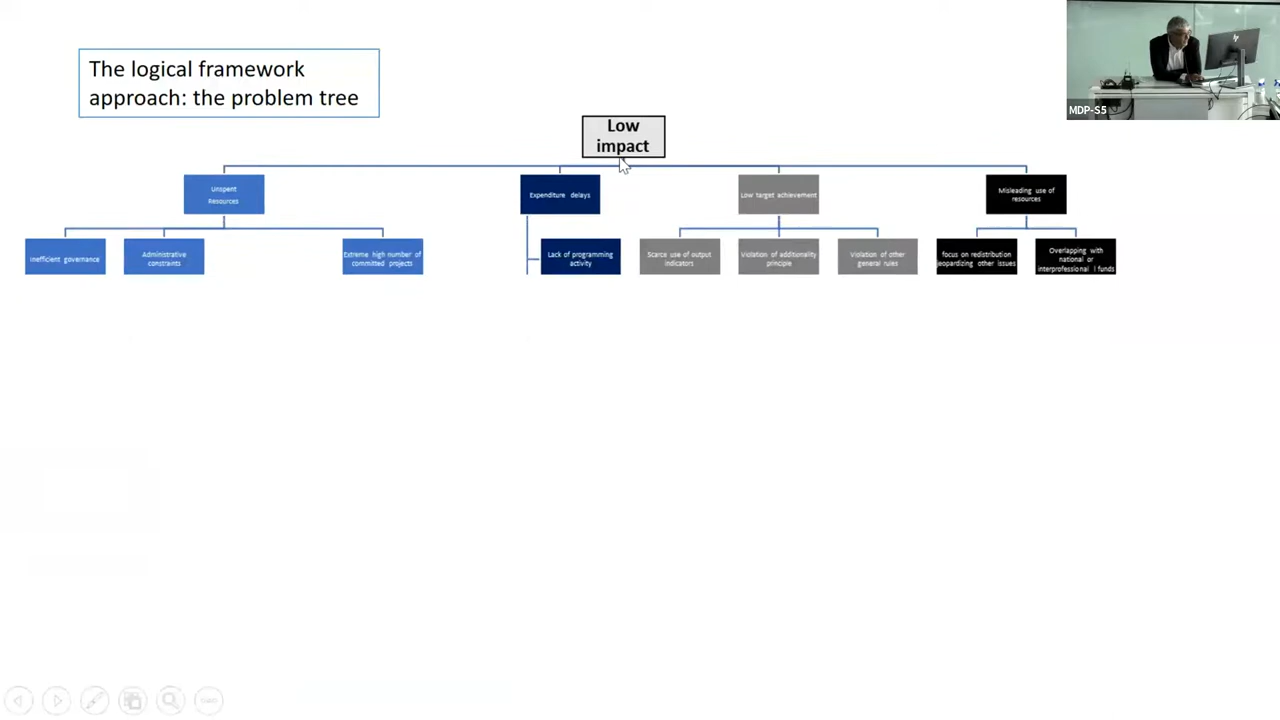 The logical framework
approach: the problem tree
MDP-S5
Low
impact
Unspent
Resources
Expenditure delays
Low target achievement
Misleading use of
resources
Inefficient governance
Administrative
constraints
Extreme high number of
committed projects
Lack of programming
activity
Scarce use of output
indicators
Violation of additionality
principle
Violation of other
general rules
focus on redistribution
jeopardizing other issues
Overlapping with
national or
interprofessional l funds